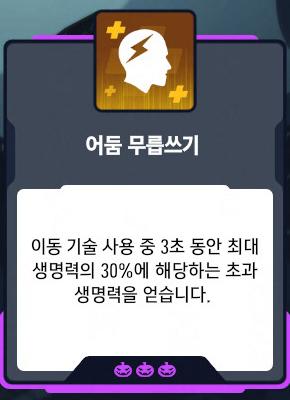 어둠 무릅쓰기
이동 기술 사용 중 3초 동안 최대
생명력의 30%에 해당하는 초과
생명력을 얻습니다.